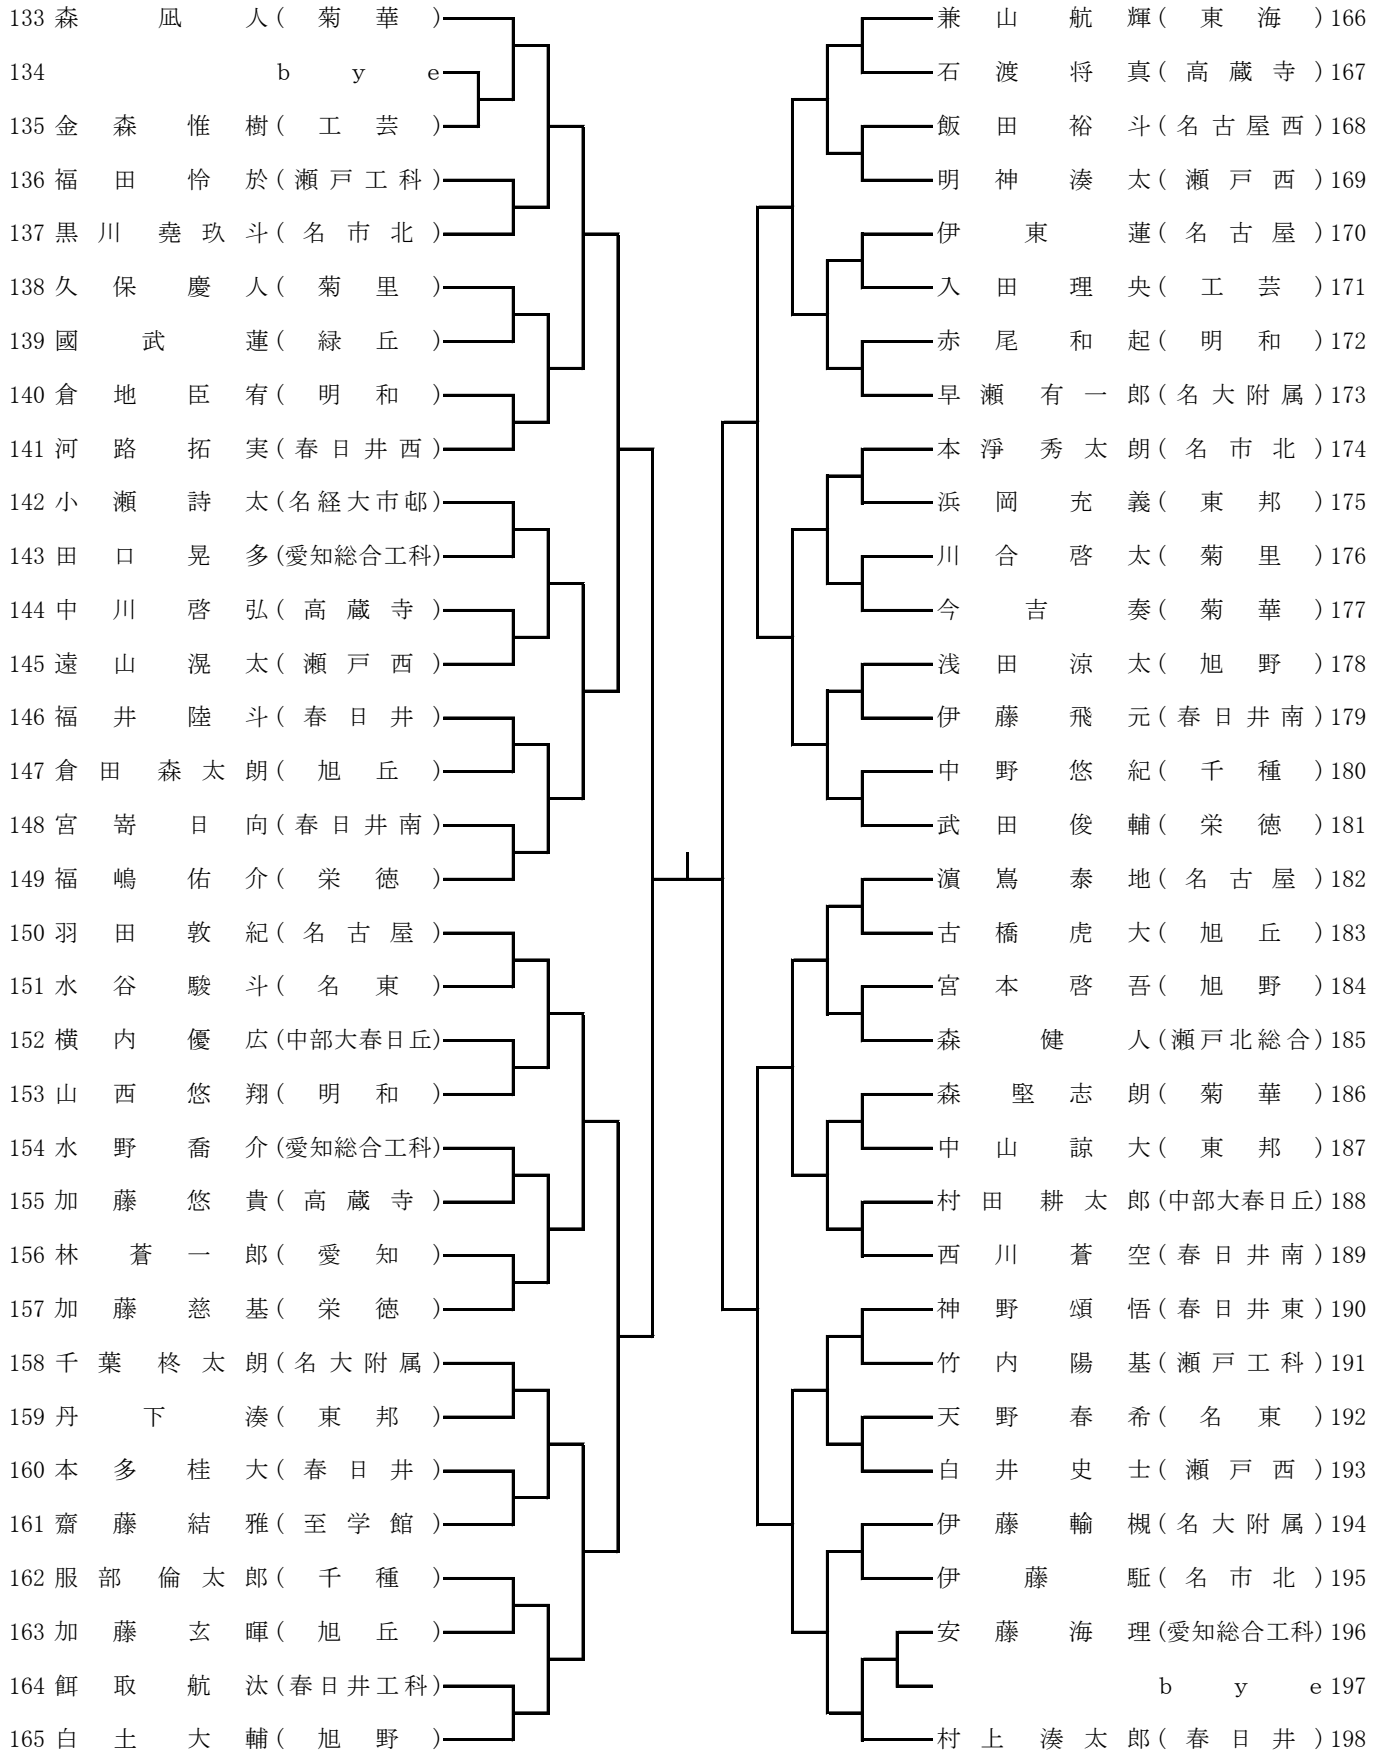 133 森 凪 人 ( 菊 華 )
134 b y e
135 金 森 惟 樹 ( 工 芸 )
136 福 田 怜 於 ( 瀬 戸 工 科 )
137 黒 川 堯 玖 斗 ( 名 市 北 )
138 久 保 慶 人 ( 菊 里 )
139 國 武 蓮 ( 緑 丘 )
140 倉 地 臣 宥 ( 明 和 )
141 河 路 拓 実 ( 春 日 井 西 )
142 小 瀬 詩 太 (名経大市邨)
143 田 口 晃 多 (愛知総合工科)
144 中 川 啓 弘 ( 高 蔵 寺 )
145 遠 山 滉 太 ( 瀬 戸 西 )
146 福 井 陸 斗 ( 春 日 井 )
147 倉 田 森 太 朗 ( 旭 丘 )
148 宮 嵜 日 向 ( 春 日 井 南 )
149 福 嶋 佑 介 ( 栄 徳 )
150 羽 田 敦 紀 ( 名 古 屋 )
151 水 谷 駿 斗 ( 名 東 )
152 横 内 優 広 (中部大春日丘)
153 山 西 悠 翔 ( 明 和 )
154 水 野 喬 介 (愛知総合工科)
155 加 藤 悠 貴 ( 高 蔵 寺 )
156 林 蒼 一 郎 ( 愛 知 )
157 加 藤 慈 基 ( 栄 徳 )
158 千 葉 柊 太 朗 ( 名 大 附 属 )
159 丹 下 湊 ( 東 邦 )
160 本 多 桂 大 ( 春 日 井 )
161 齋 藤 結 雅 ( 至 学 館 )
162 服 部 倫 太 郎 ( 千 種 )
163 加 藤 玄 暉 ( 旭 丘 )
164 餌 取 航 汰 (春日井工科)
165 白 土 大 輔 ( 旭 野 )
兼 山 航 輝 ( 東 海 ) 166
石 渡 将 真 ( 高 蔵 寺 ) 167
飯 田 裕 斗 ( 名 古 屋 西 ) 168
明 神 湊 太 ( 瀬 戸 西 ) 169
伊 東 蓮 ( 名 古 屋 ) 170
入 田 理 央 ( 工 芸 ) 171
赤 尾 和 起 ( 明 和 ) 172
早 瀬 有 一 郎 ( 名 大 附 属 ) 173
本 淨 秀 太 朗 ( 名 市 北 ) 174
浜 岡 充 義 ( 東 邦 ) 175
川 合 啓 太 ( 菊 里 ) 176
今 吉 奏 ( 菊 華 ) 177
浅 田 涼 太 ( 旭 野 ) 178
伊 藤 飛 元 ( 春 日 井 南 ) 179
中 野 悠 紀 ( 千 種 ) 180
武 田 俊 輔 ( 栄 徳 ) 181
濵 嶌 泰 地 ( 名 古 屋 ) 182
古 橋 虎 大 ( 旭 丘 ) 183
宮 本 啓 吾 ( 旭 野 ) 184
森 健 人 (瀬戸北総合) 185
森 堅 志 朗 ( 菊 華 ) 186
中 山 諒 大 ( 東 邦 ) 187
村 田 耕 太 郎 (中部大春日丘) 188
西 川 蒼 空 ( 春 日 井 南 ) 189
神 野 頌 悟 ( 春 日 井 東 ) 190
竹 内 陽 基 ( 瀬 戸 工 科 ) 191
天 野 春 希 ( 名 東 ) 192
白 井 史 士 ( 瀬 戸 西 ) 193
伊 藤 輪 槻 ( 名 大 附 属 ) 194
伊 藤 駈 ( 名 市 北 ) 195
安 藤 海 理 (愛知総合工科) 196
b y e 197
村 上 湊 太 郎 ( 春 日 井 ) 198